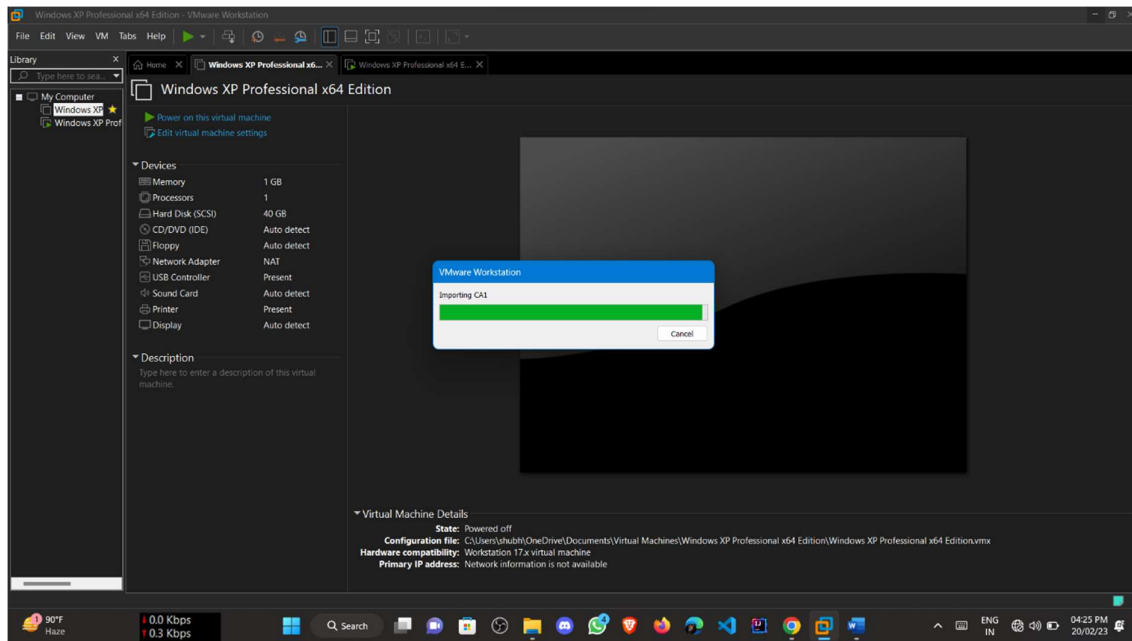 Windows XP Professional x64 Edition - VMware Workstation
File Edit View VM Tabs Help
Library X
Type here to sea...
My Computer
Windows XP
Windows XP Prof
Home X Windows XP Professional x6... X Windows XP Professional x64 E... X
Windows XP Professional x64 Edition
Power on this virtual machine
Edit virtual machine settings
Devices
Memory 1 GB
Processors 1
Hard Disk (SCSI) 40 GB
CD/DVD (IDE) Auto detect
Floppy Auto detect
Network Adapter NAT
USB Controller Present
Sound Card Auto detect
Printer Present
Display Auto detect
Description
Type here to enter a description of this virtual
machine.
VMware Workstation
Importing CA1
Cancel
Virtual Machine Details
State: Powered off
Configuration file: C:\Users\shubh\OneDrive\Documents\Virtual Machines\Windows XP Professional x64 Edition\Windows XP Professional x64 Edition.vmx
Hardware compatibility: Workstation 17.x virtual machine
Primary IP address: Network information is not available
1
90°F
Haze
0.0 Kbps
0.3 Kbps
Search
ENG
IN
04:25 PM
20/02/23